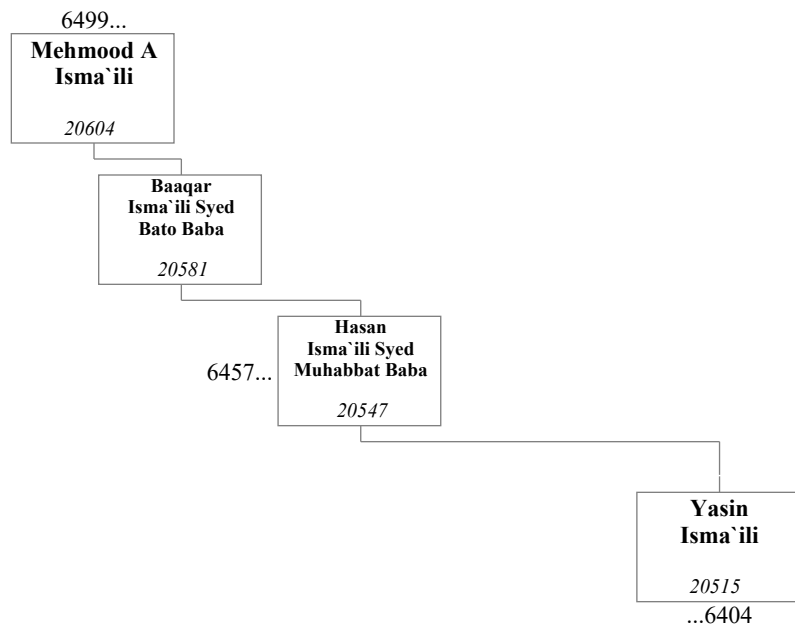 6499...
Mehmood A
Isma`ili
20604
Baaqar
Isma`ili Syed
Bato Baba
20581
Hasan
Isma`ili Syed
Muhabbat Baba
6457...
20547
Yasin
Isma`ili
20515
...6404